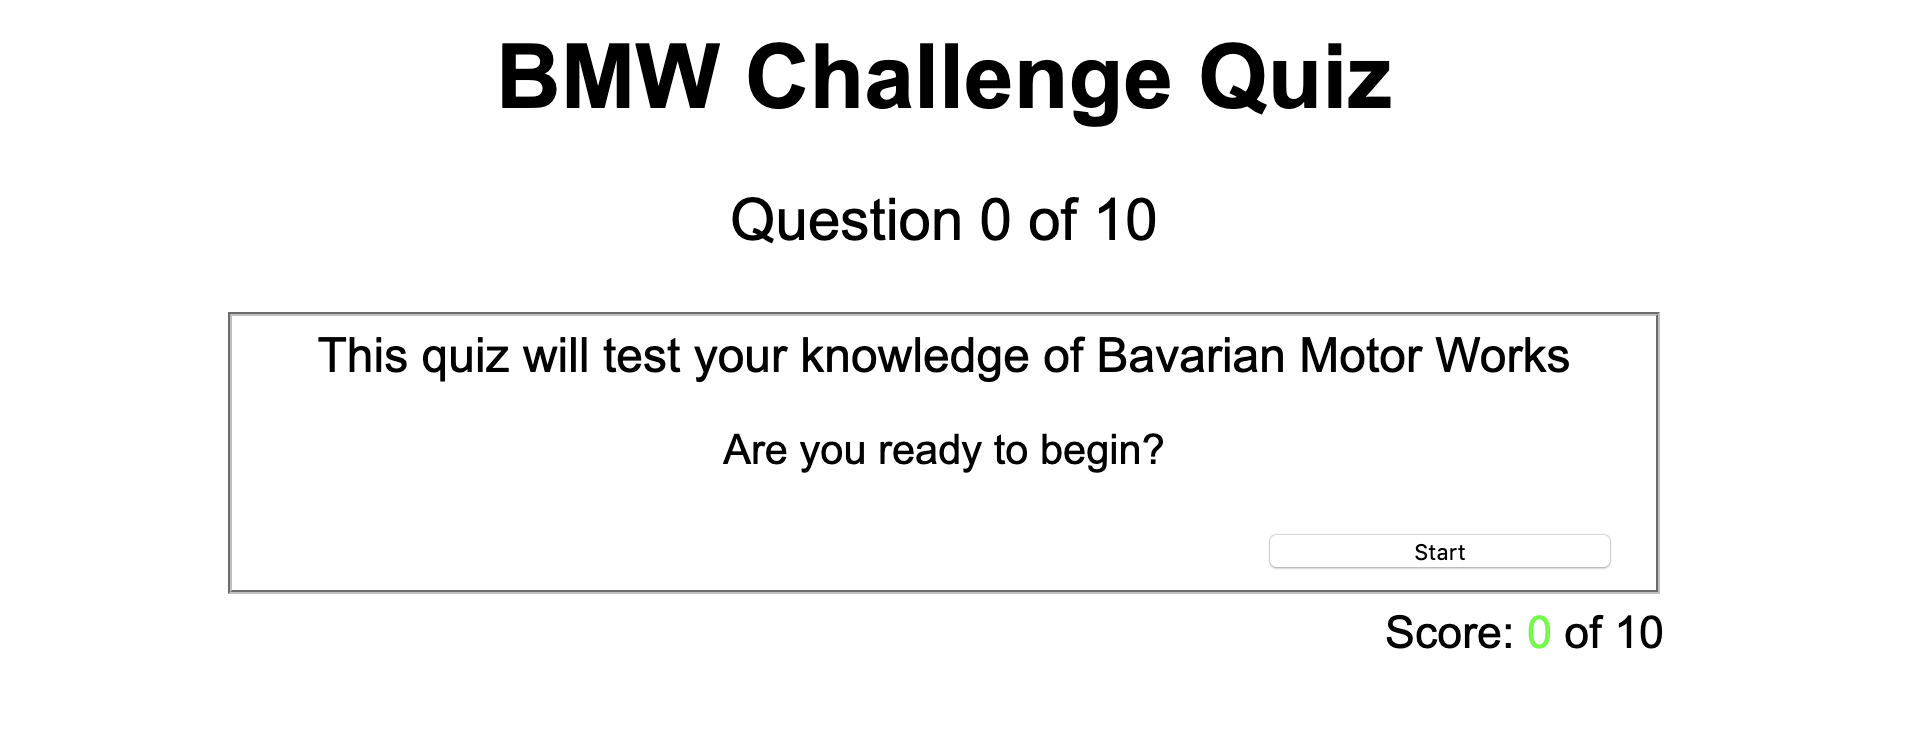 BMW Challenge Quiz
Question 0 of 10
This quiz will test your knowledge of Bavarian Motor Works
Are you ready to begin?
Start
Score: 0 of 10